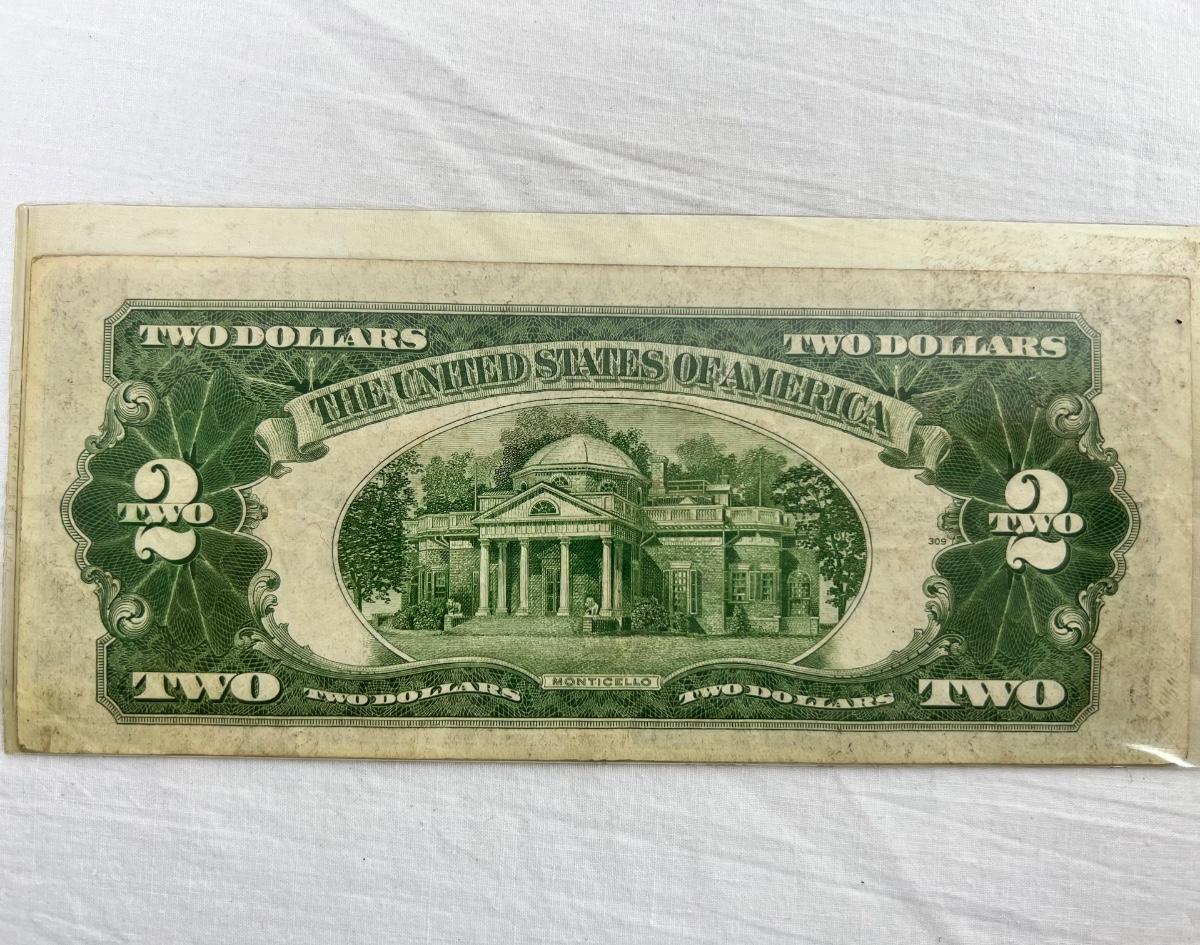 TWO DOLLARS
TWO DOLLARS
THE UNITED STATES OF AMERICA
2
TWO
2
TWO
TWO
TWO DOLLARS
MONTICELLO
TWO DOLLARS
TWO